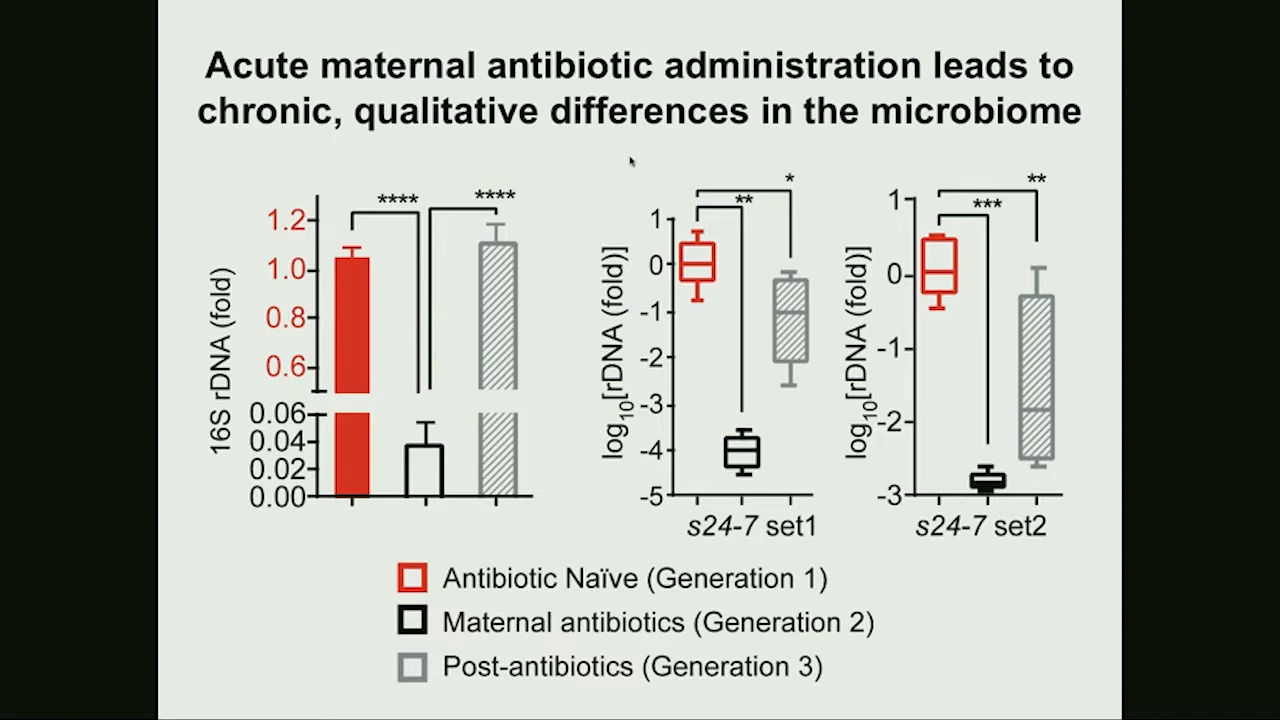 Acute maternal antibiotic administration leads to
chronic, qualitative differences in the microbiome
16S rDNA (fold)
1.2
1.0
0.8
0.6
0.06
0.04
0.02
0.00
****
****
log10[rDNA (fold)]
1
0
-1
-2
-3
-4
-5
**
*
s24-7 set1
log10[rDNA (fold)]
1
0
-1
-2
-3
***
**
s24-7 set2
Antibiotic Naïve (Generation 1)
Maternal antibiotics (Generation 2)
Post-antibiotics (Generation 3)